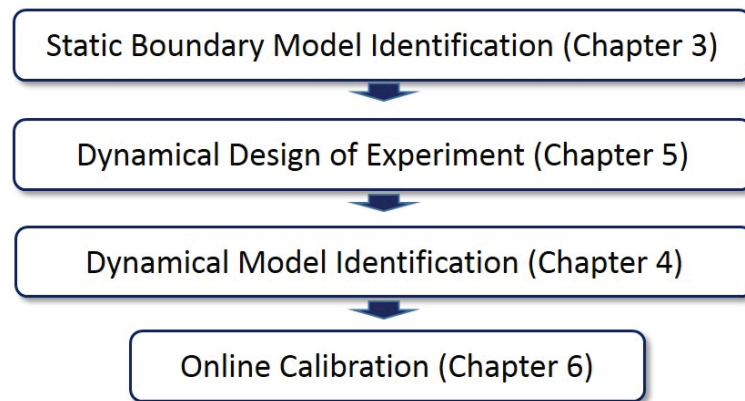 Static Boundary Model Identification (Chapter 3)
Dynamical Design of Experiment (Chapter 5)
Dynamical Model Identification (Chapter 4)
Online Calibration (Chapter 6)